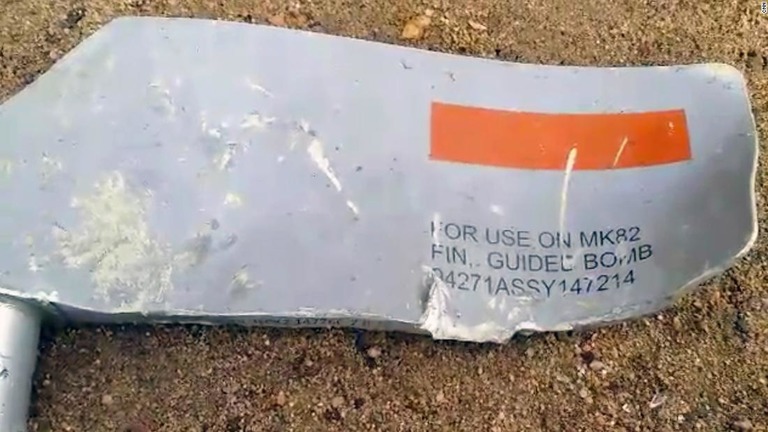 FOR USE ON MK82
FIN, GUIDED BOMB
94271ASSY147214